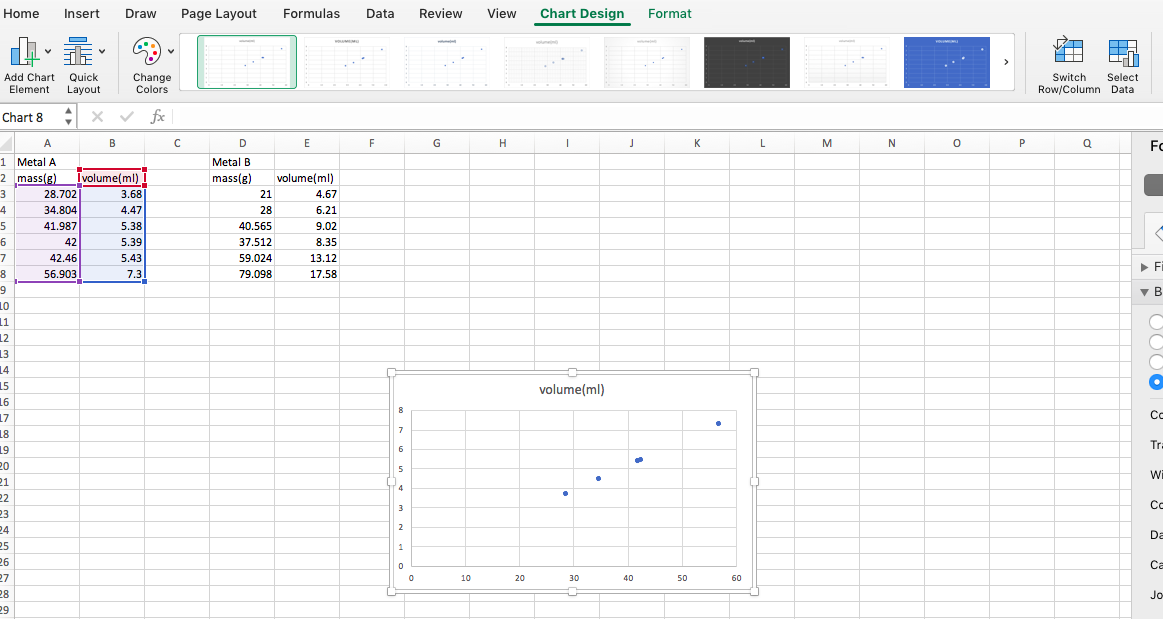 Home Insert Draw Page Layout Formulas Data Review View Chart Design Format
Add Chart Element
Quick Layout
Change Colors
Switch Row/Column
Select Data
Chart 8 fx
A B C D E F G H I J K L M N O P Q
1 Metal A Metal B
2 mass(g) volume(ml) mass(g) volume(ml)
3 28.702 3.68 21 4.67
4 34.804 4.47 28 6.21
5 41.987 5.38 40.565 9.02
6 42 5.39 37.512 8.35
7 42.46 5.43 59.024 13.12
8 56.903 7.3 79.098 17.58
9
10
11
12
13
14
15
16
17
18
19
20
21
22
23
24
25
26
27
28
29
volume(ml)
8
7
6
5
4
3
2
1
0
0 10 20 30 40 50 60
Fo
Fi
B
Co
Tra
Wi
Co
Da
Ca
Jo